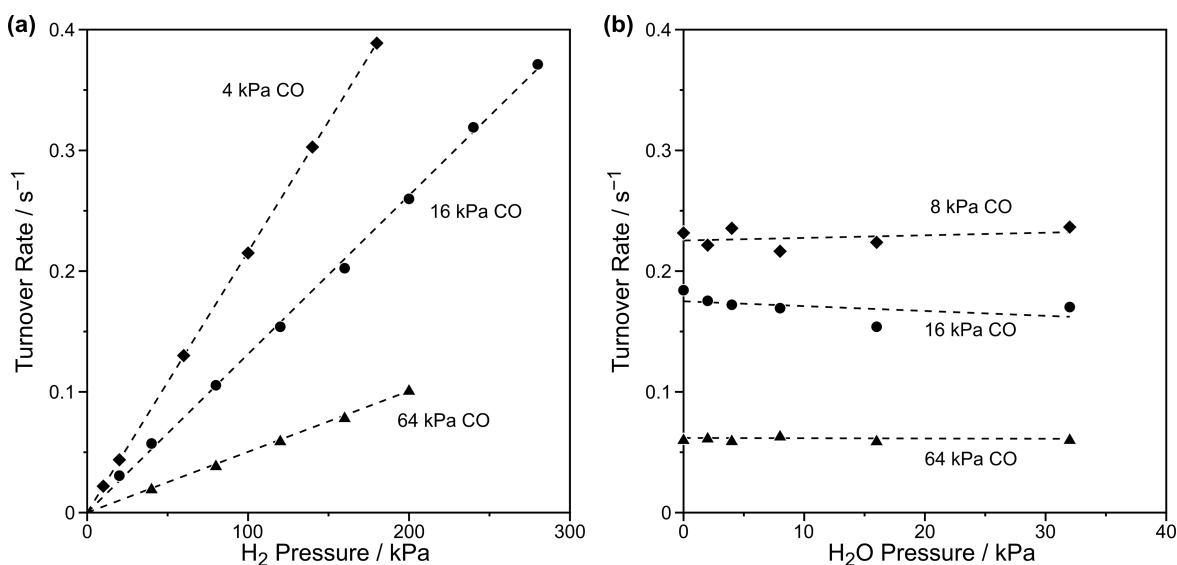 (a)
0.4
0.3
0.2
0.1
0
Turnover Rate / s⁻¹
4 kPa CO
16 kPa CO
64 kPa CO
0 100 200 300
H₂ Pressure / kPa
(b)
0.4
0.3
0.2
0.1
0
Turnover Rate / s⁻¹
8 kPa CO
16 kPa CO
64 kPa CO
0 10 20 30 40
H₂O Pressure / kPa